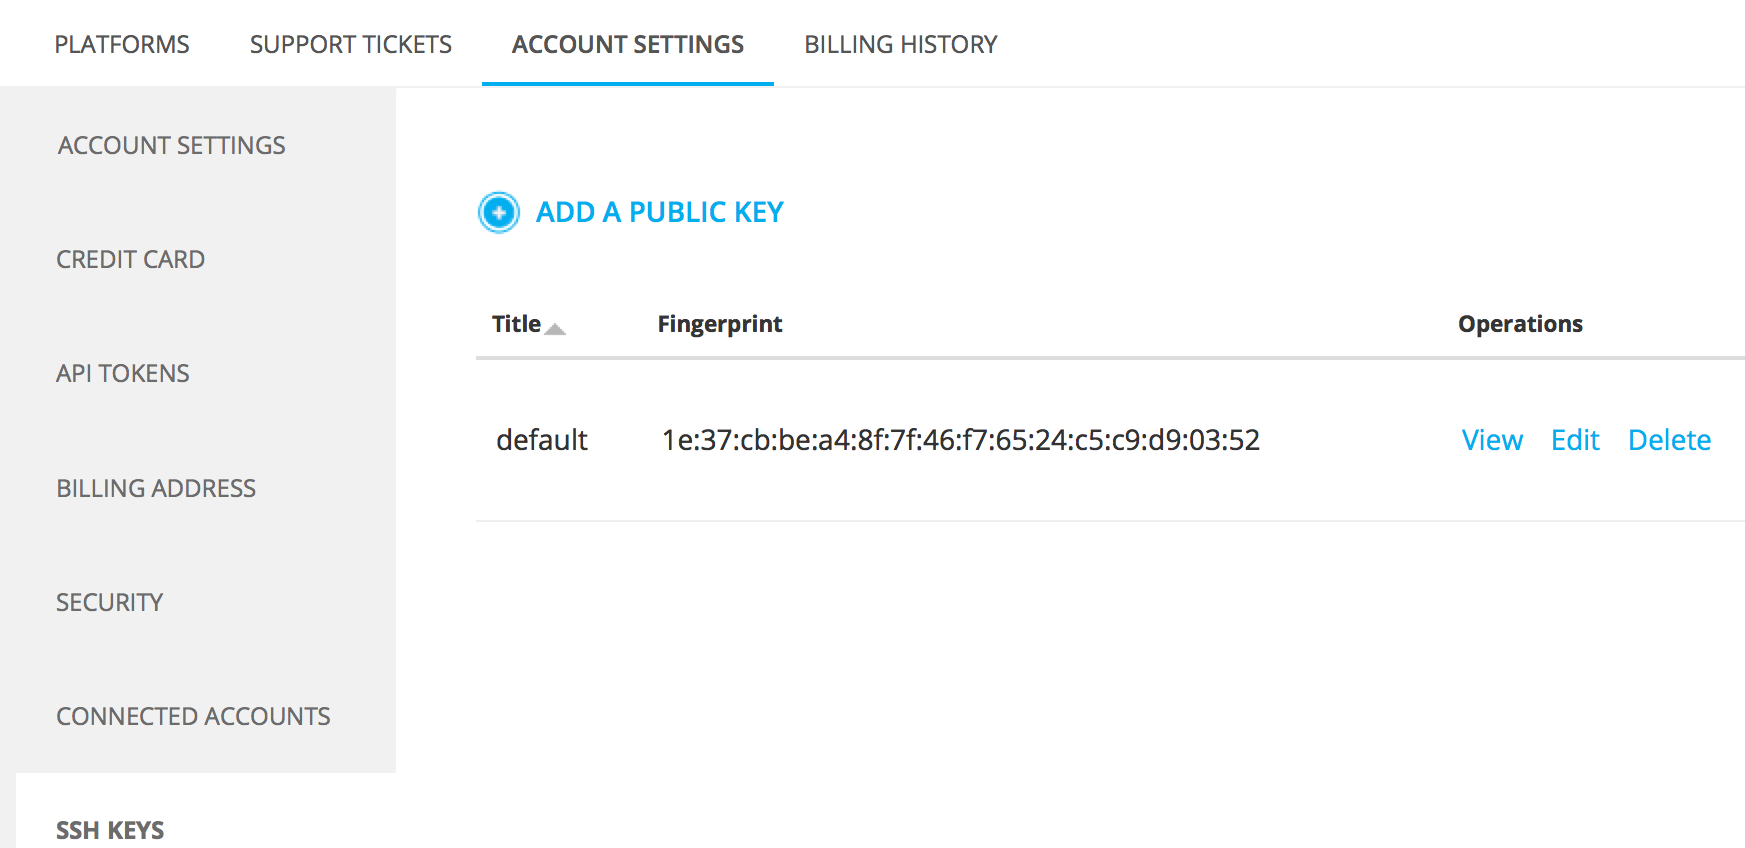 PLATFORMS SUPPORT TICKETS ACCOUNT SETTINGS BILLING HISTORY
ACCOUNT SETTINGS
CREDIT CARD
API TOKENS
BILLING ADDRESS
SECURITY
CONNECTED ACCOUNTS
SSH KEYS
ADD A PUBLIC KEY
Title Fingerprint Operations
default 1e:37:cb:be:a4:8f:7f:46:f7:65:24:c5:c9:d9:03:52 View Edit Delete